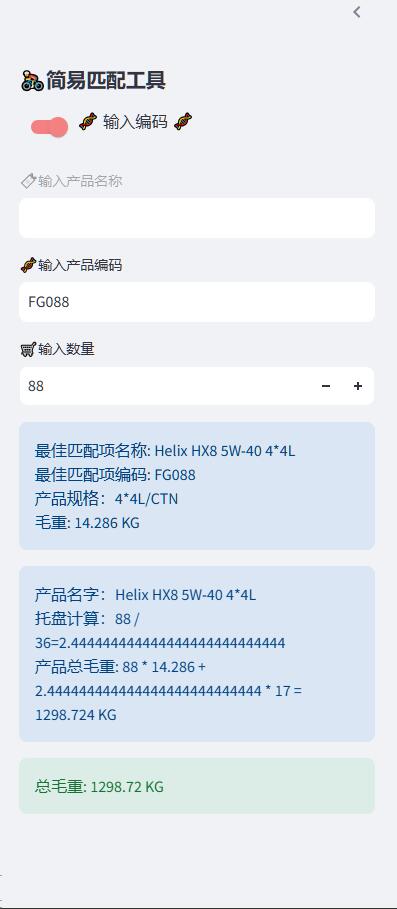 简易匹配工具
输入编码
输入产品名称
输入产品编码
FG088
输入数量
88
最佳匹配项名称: Helix HX8 5W-40 4*4L
最佳匹配项编码: FG088
产品规格：4*4L/CTN
毛重: 14.286 KG
产品名字：Helix HX8 5W-40 4*4L
托盘计算：88 /
36=2.444444444444444444444444444
产品总毛重: 88 * 14.286 +
2.444444444444444444444444444 * 17 =
1298.724 KG
总毛重: 1298.72 KG